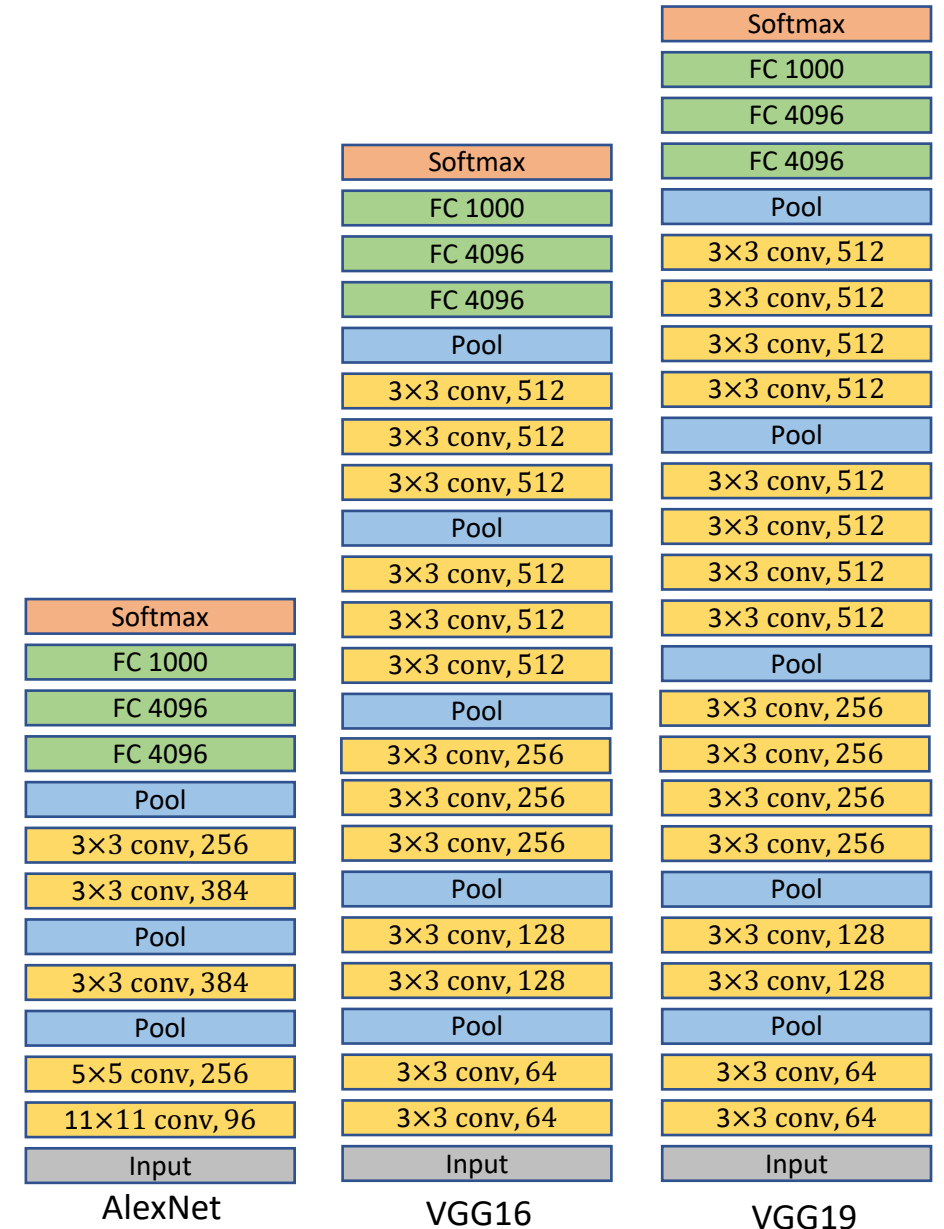 Softmax
FC 1000
FC 4096
FC 4096
Pool
3×3 conv, 256
3×3 conv, 384
Pool
3×3 conv, 384
Pool
5×5 conv, 256
11×11 conv, 96
Input
AlexNet
Softmax
FC 1000
FC 4096
FC 4096
Pool
3×3 conv, 512
3×3 conv, 512
3×3 conv, 512
Pool
3×3 conv, 512
3×3 conv, 512
3×3 conv, 512
Pool
3×3 conv, 256
3×3 conv, 256
3×3 conv, 256
Pool
3×3 conv, 128
3×3 conv, 128
Pool
3×3 conv, 64
3×3 conv, 64
Input
VGG16
Softmax
FC 1000
FC 4096
FC 4096
Pool
3×3 conv, 512
3×3 conv, 512
3×3 conv, 512
3×3 conv, 512
Pool
3×3 conv, 512
3×3 conv, 512
3×3 conv, 512
3×3 conv, 512
Pool
3×3 conv, 256
3×3 conv, 256
3×3 conv, 256
3×3 conv, 256
Pool
3×3 conv, 128
3×3 conv, 128
Pool
3×3 conv, 64
3×3 conv, 64
Input
VGG19